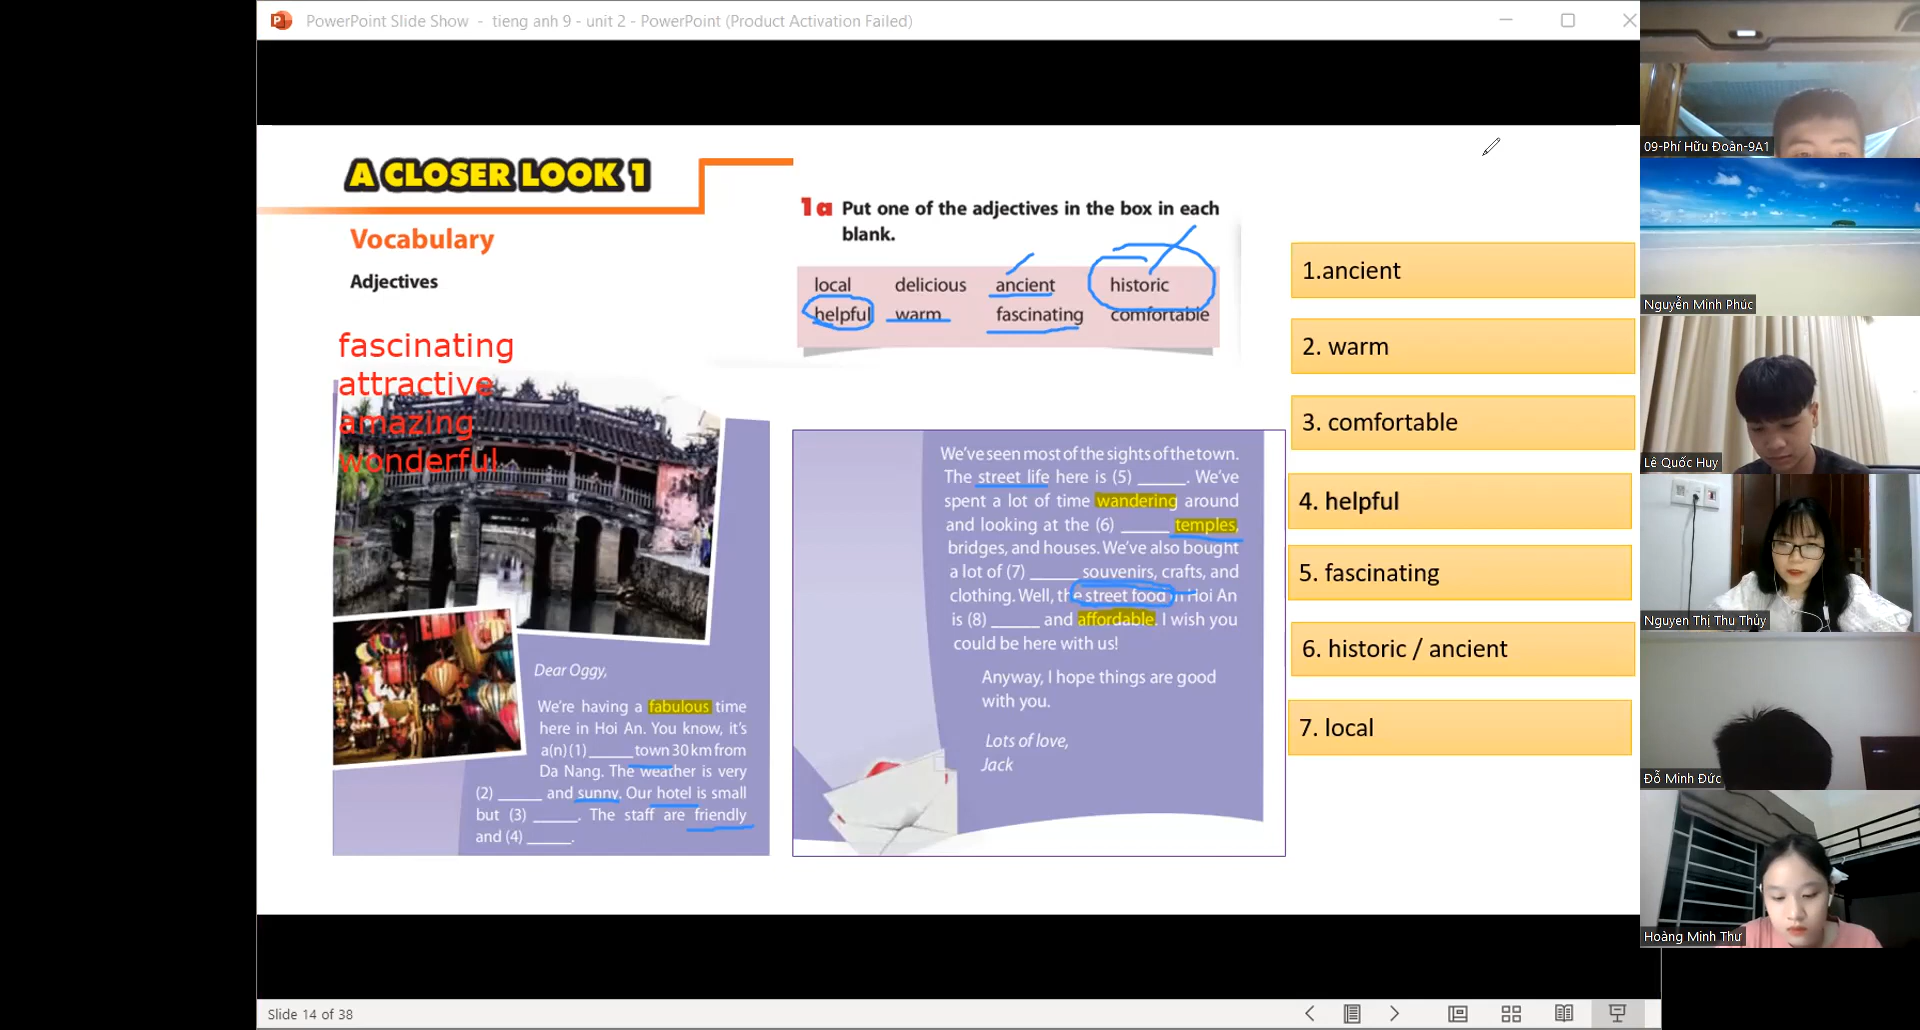 PowerPoint Slide Show - tieng anh 9 - unit 2 - PowerPoint (Product Activation Failed)
A CLOSER LOOK 1
Vocabulary
Adjectives
fascinating
attractive
amazing
wonderful
Dear Oggy,
We're having a fabulous time
here in Hoi An. You know, it's
a(n) (1) ______ town 30 km from
Da Nang. The weather is very
(2) ______ and sunny. Our hotel is small
but (3) ______. The staff are friendly
and (4) ______.
1a Put one of the adjectives in the box in each
blank.
local delicious ancient historic
helpful warm fascinating comfortable
We've seen most of the sights of the town.
The street life here is (5) ______. We've
spent a lot of time wandering around
and looking at the (6) ______ temples,
bridges, and houses. We've also bought
a lot of (7) ______ souvenirs, crafts, and
clothing. Well, the street food in Hoi An
is (8) ______ and affordable. I wish you
could be here with us!
Anyway, I hope things are good
with you.
Lots of love,
Jack
1.ancient
2. warm
3. comfortable
4. helpful
5. fascinating
6. historic / ancient
7. local
09-Phí Hữu Đoàn-9A1
Nguyễn Minh Phúc
Lê Quốc Huy
Nguyen Thị Thu Thủy
Đỗ Minh Đức
Hoàng Minh Thư
Slide 14 of 38